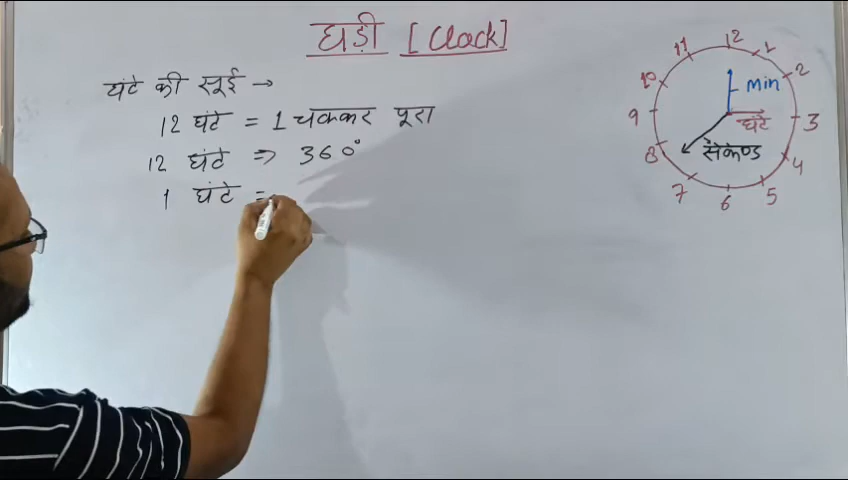 घड़ी [Clock]
घंटे की सूई →
12 घंटे = 1 चक्कर पूरा
12 घंटे ⇒ 360°
1 घंटे =
12
1
2
3
4
5
6
7
8
9
10
11
Min
घंटे
सेकेण्ड